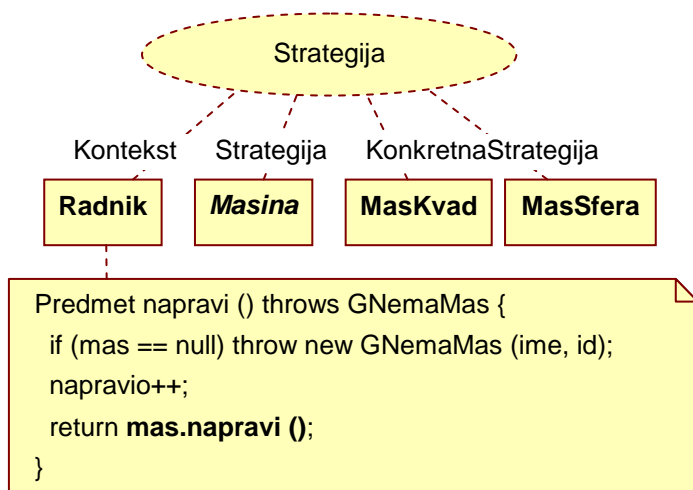 Strategija
Kontekst Strategija KonkretnaStrategija
Radnik Masina MasKvad MasSfera
Predmet napravi () throws GNemaMas {
if (mas == null) throw new GNemaMas (ime, id);
napravio++;
return mas.napravi ();
}